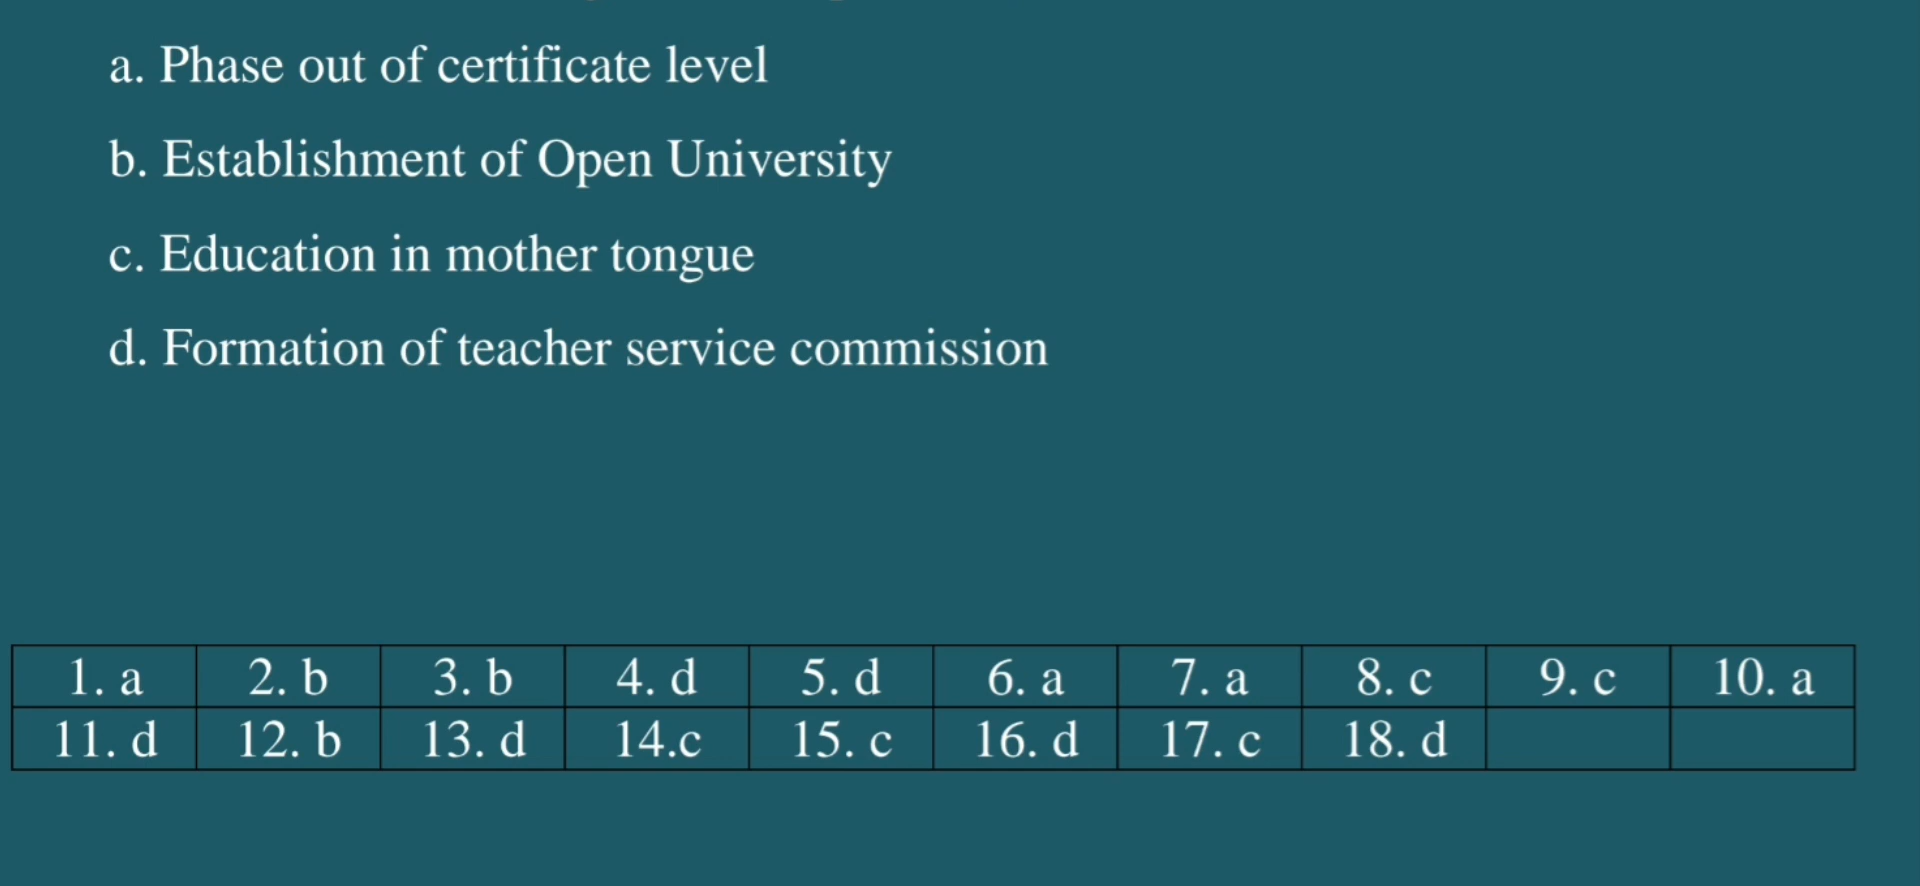 a. Phase out of certificate level
b. Establishment of Open University
c. Education in mother tongue
d. Formation of teacher service commission
1. a 2. b 3. b 4. d 5. d 6. a 7. a 8. c 9. c 10. a
11. d 12. b 13. d 14.c 15. c 16. d 17. c 18. d